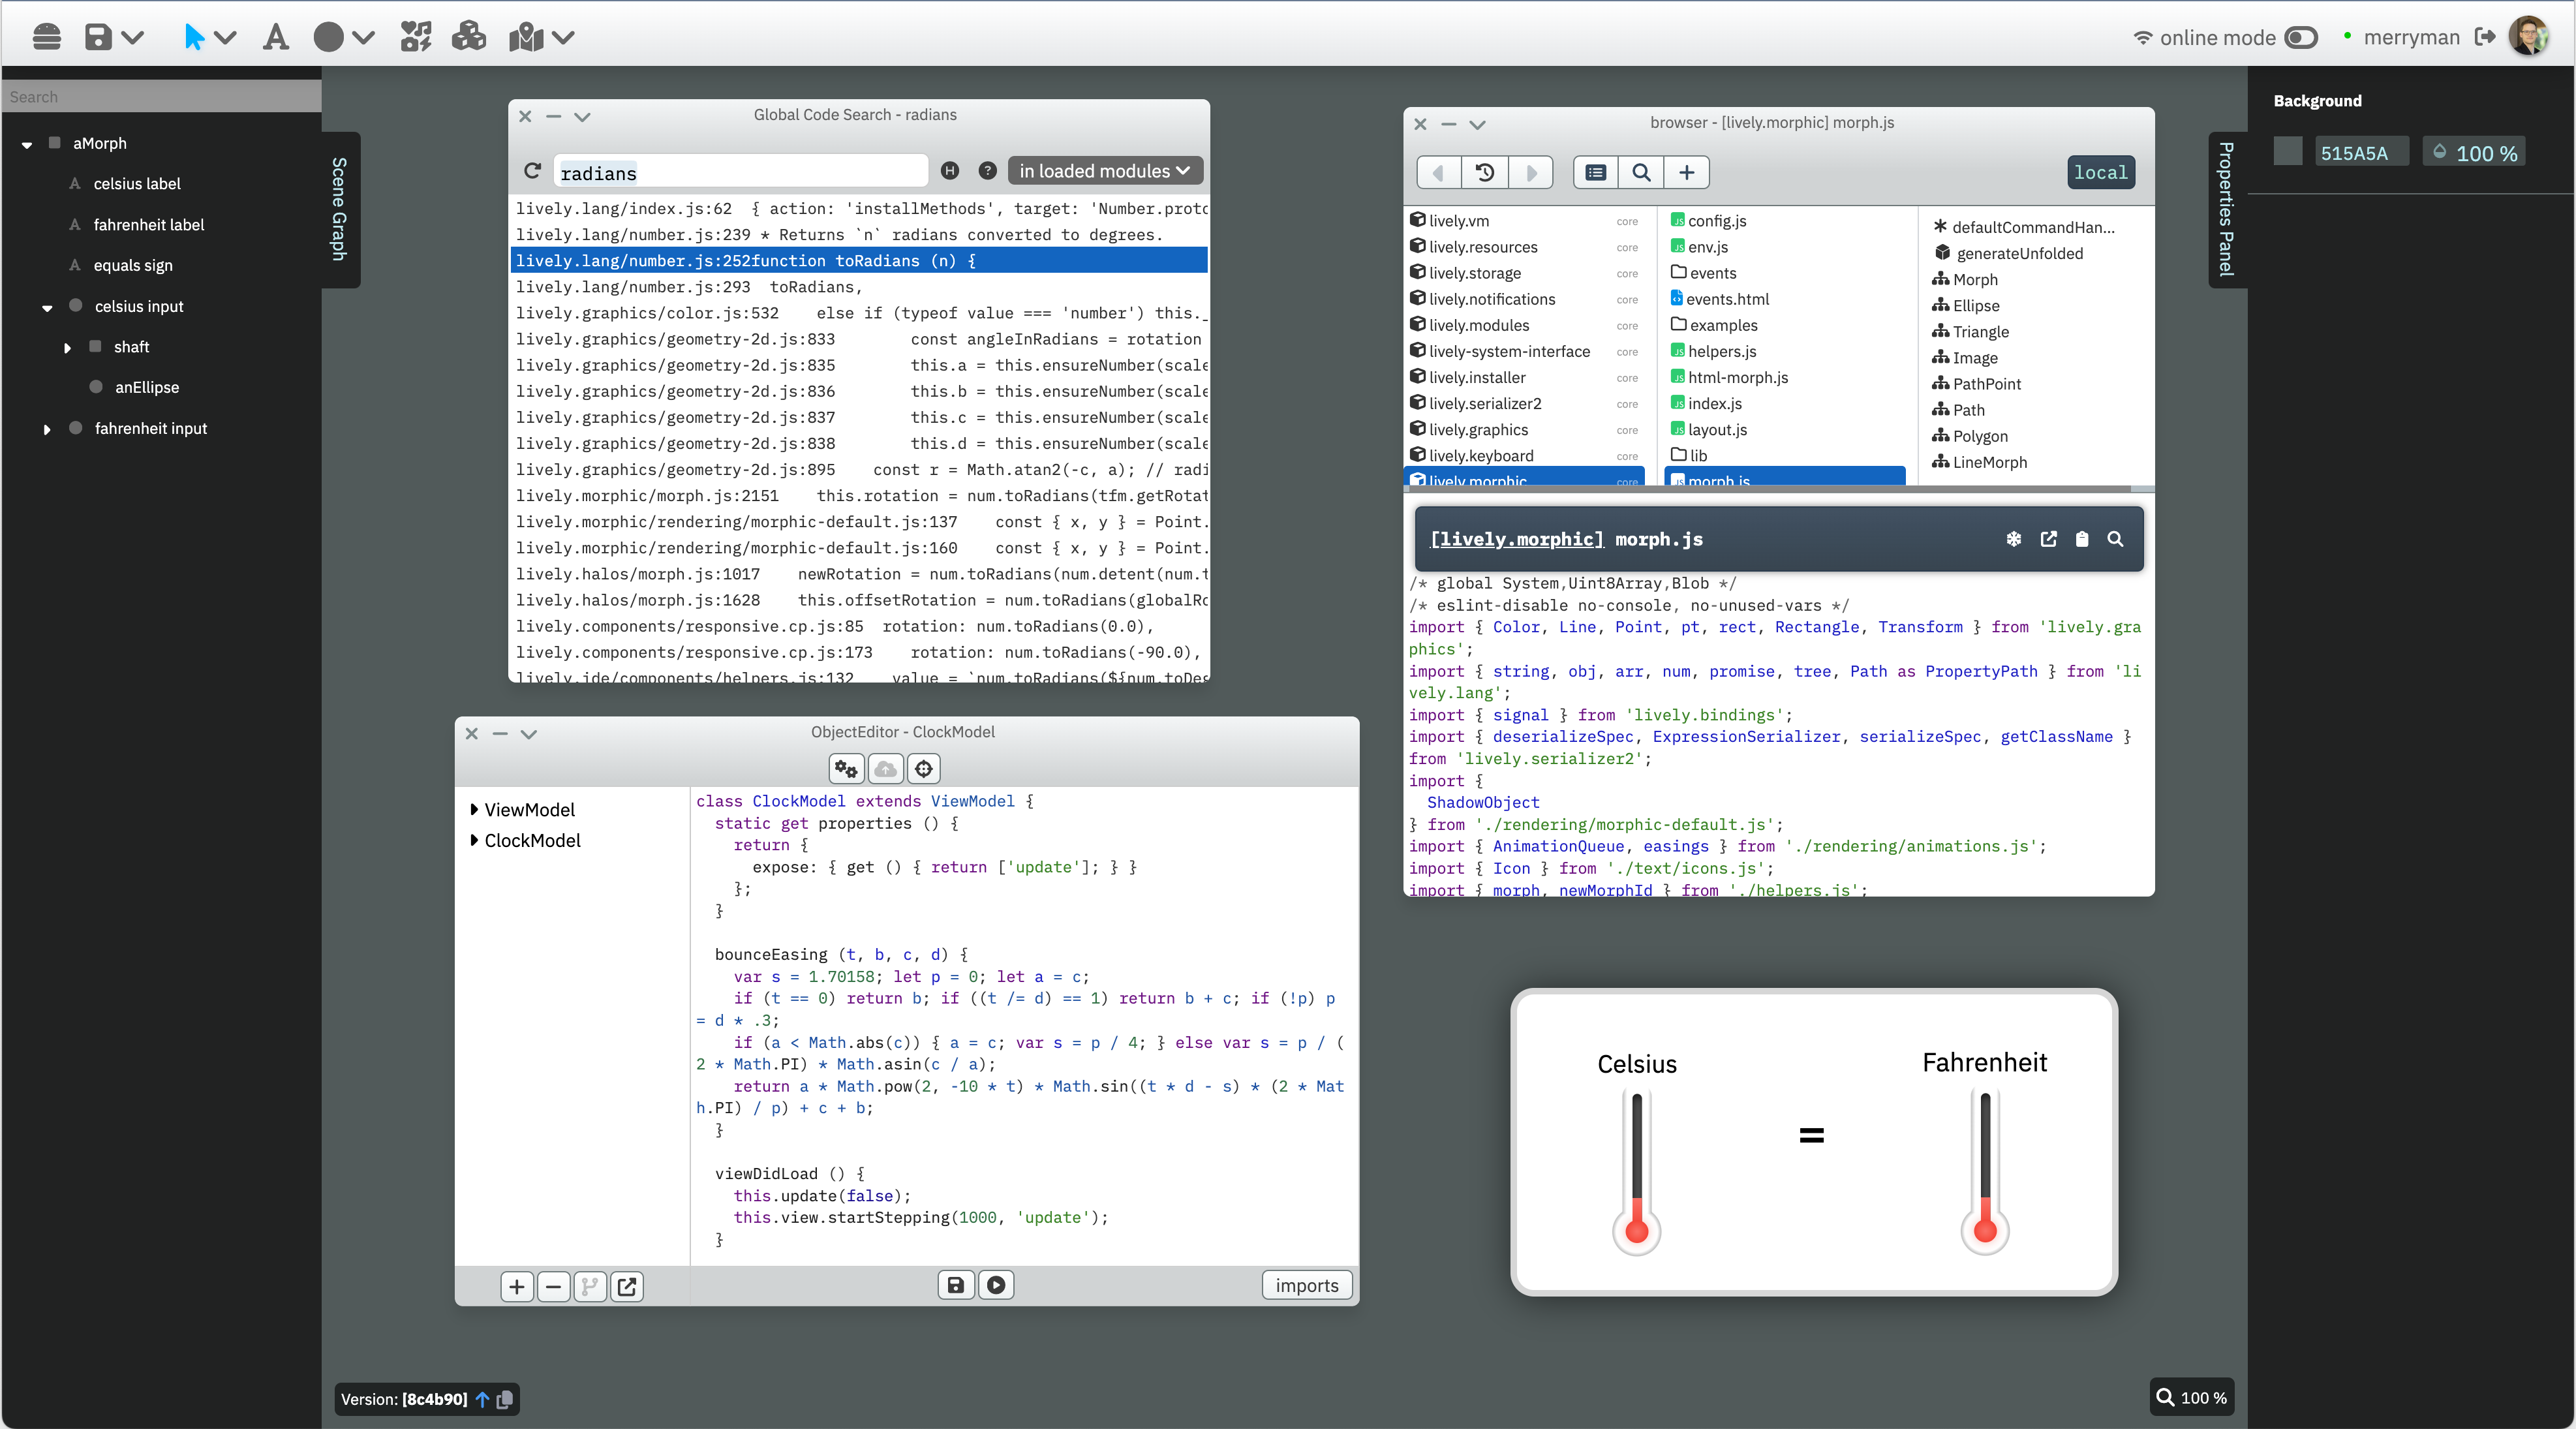 online mode
merryman
Search
aMorph
celsius label
fahrenheit label
equals sign
celsius input
shaft
anEllipse
fahrenheit input
Scene Graph
Global Code Search - radians
radians
H
?
in loaded modules
lively.lang/index.js:62  { action: 'installMethods', target: 'Number.proto
lively.lang/number.js:239 * Returns `n` radians converted to degrees.
lively.lang/number.js:252function toRadians (n) {
lively.lang/number.js:293  toRadians,
lively.graphics/color.js:532    else if (typeof value === 'number') this._
lively.graphics/geometry-2d.js:833        const angleInRadians = rotation
lively.graphics/geometry-2d.js:835        this.a = this.ensureNumber(scale
lively.graphics/geometry-2d.js:836        this.b = this.ensureNumber(scale
lively.graphics/geometry-2d.js:837        this.c = this.ensureNumber(scale
lively.graphics/geometry-2d.js:838        this.d = this.ensureNumber(scale
lively.graphics/geometry-2d.js:895    const r = Math.atan2(-c, a); // radi
lively.morphic/morph.js:2151    this.rotation = num.toRadians(tfm.getRotat
lively.morphic/rendering/morphic-default.js:137    const { x, y } = Point.
lively.morphic/rendering/morphic-default.js:160    const { x, y } = Point.
lively.halos/morph.js:1017    newRotation = num.toRadians(num.detent(num.t
lively.halos/morph.js:1628    this.offsetRotation = num.toRadians(globalRo
lively.components/responsive.cp.js:85  rotation: num.toRadians(0.0),
lively.components/responsive.cp.js:173    rotation: num.toRadians(-90.0),
lively.ide/components/helpers.js:132    value = `num.toRadians(${num.toDeg
ObjectEditor - ClockModel
ViewModel
ClockModel
class ClockModel extends ViewModel {
  static get properties () {
    return {
      expose: { get () { return ['update']; } }
    };
  }
  bounceEasing (t, b, c, d) {
    var s = 1.70158; let p = 0; let a = c;
    if (t == 0) return b; if ((t /= d) == 1) return b + c; if (!p) p
= d * .3;
    if (a < Math.abs(c)) { a = c; var s = p / 4; } else var s = p / (
2 * Math.PI) * Math.asin(c / a);
    return a * Math.pow(2, -10 * t) * Math.sin((t * d - s) * (2 * Mat
h.PI) / p) + c + b;
  }
  viewDidLoad () {
    this.update(false);
    this.view.startStepping(1000, 'update');
  }
imports
browser - [lively.morphic] morph.js
local
lively.vm core
lively.resources core
lively.storage core
lively.notifications core
lively.modules core
lively-system-interface core
lively.installer core
lively.serializer2 core
lively.graphics core
lively.keyboard core
lively.morphic core
config.js
env.js
events
events.html
examples
helpers.js
html-morph.js
index.js
layout.js
lib
morph.js
defaultCommandHan...
generateUnfolded
Morph
Ellipse
Triangle
Image
PathPoint
Path
Polygon
LineMorph
[lively.morphic] morph.js
/* global System,Uint8Array,Blob */
/* eslint-disable no-console, no-unused-vars */
import { Color, Line, Point, pt, rect, Rectangle, Transform } from 'lively.gra
phics';
import { string, obj, arr, num, promise, tree, Path as PropertyPath } from 'li
vely.lang';
import { signal } from 'lively.bindings';
import { deserializeSpec, ExpressionSerializer, serializeSpec, getClassName }
from 'lively.serializer2';
import {
  ShadowObject
} from './rendering/morphic-default.js';
import { AnimationQueue, easings } from './rendering/animations.js';
import { Icon } from './text/icons.js';
import { morph, newMorphId } from './helpers.js';
Celsius
=
Fahrenheit
Properties Panel
Background
515A5A
100 %
Version: [8c4b90]
100 %